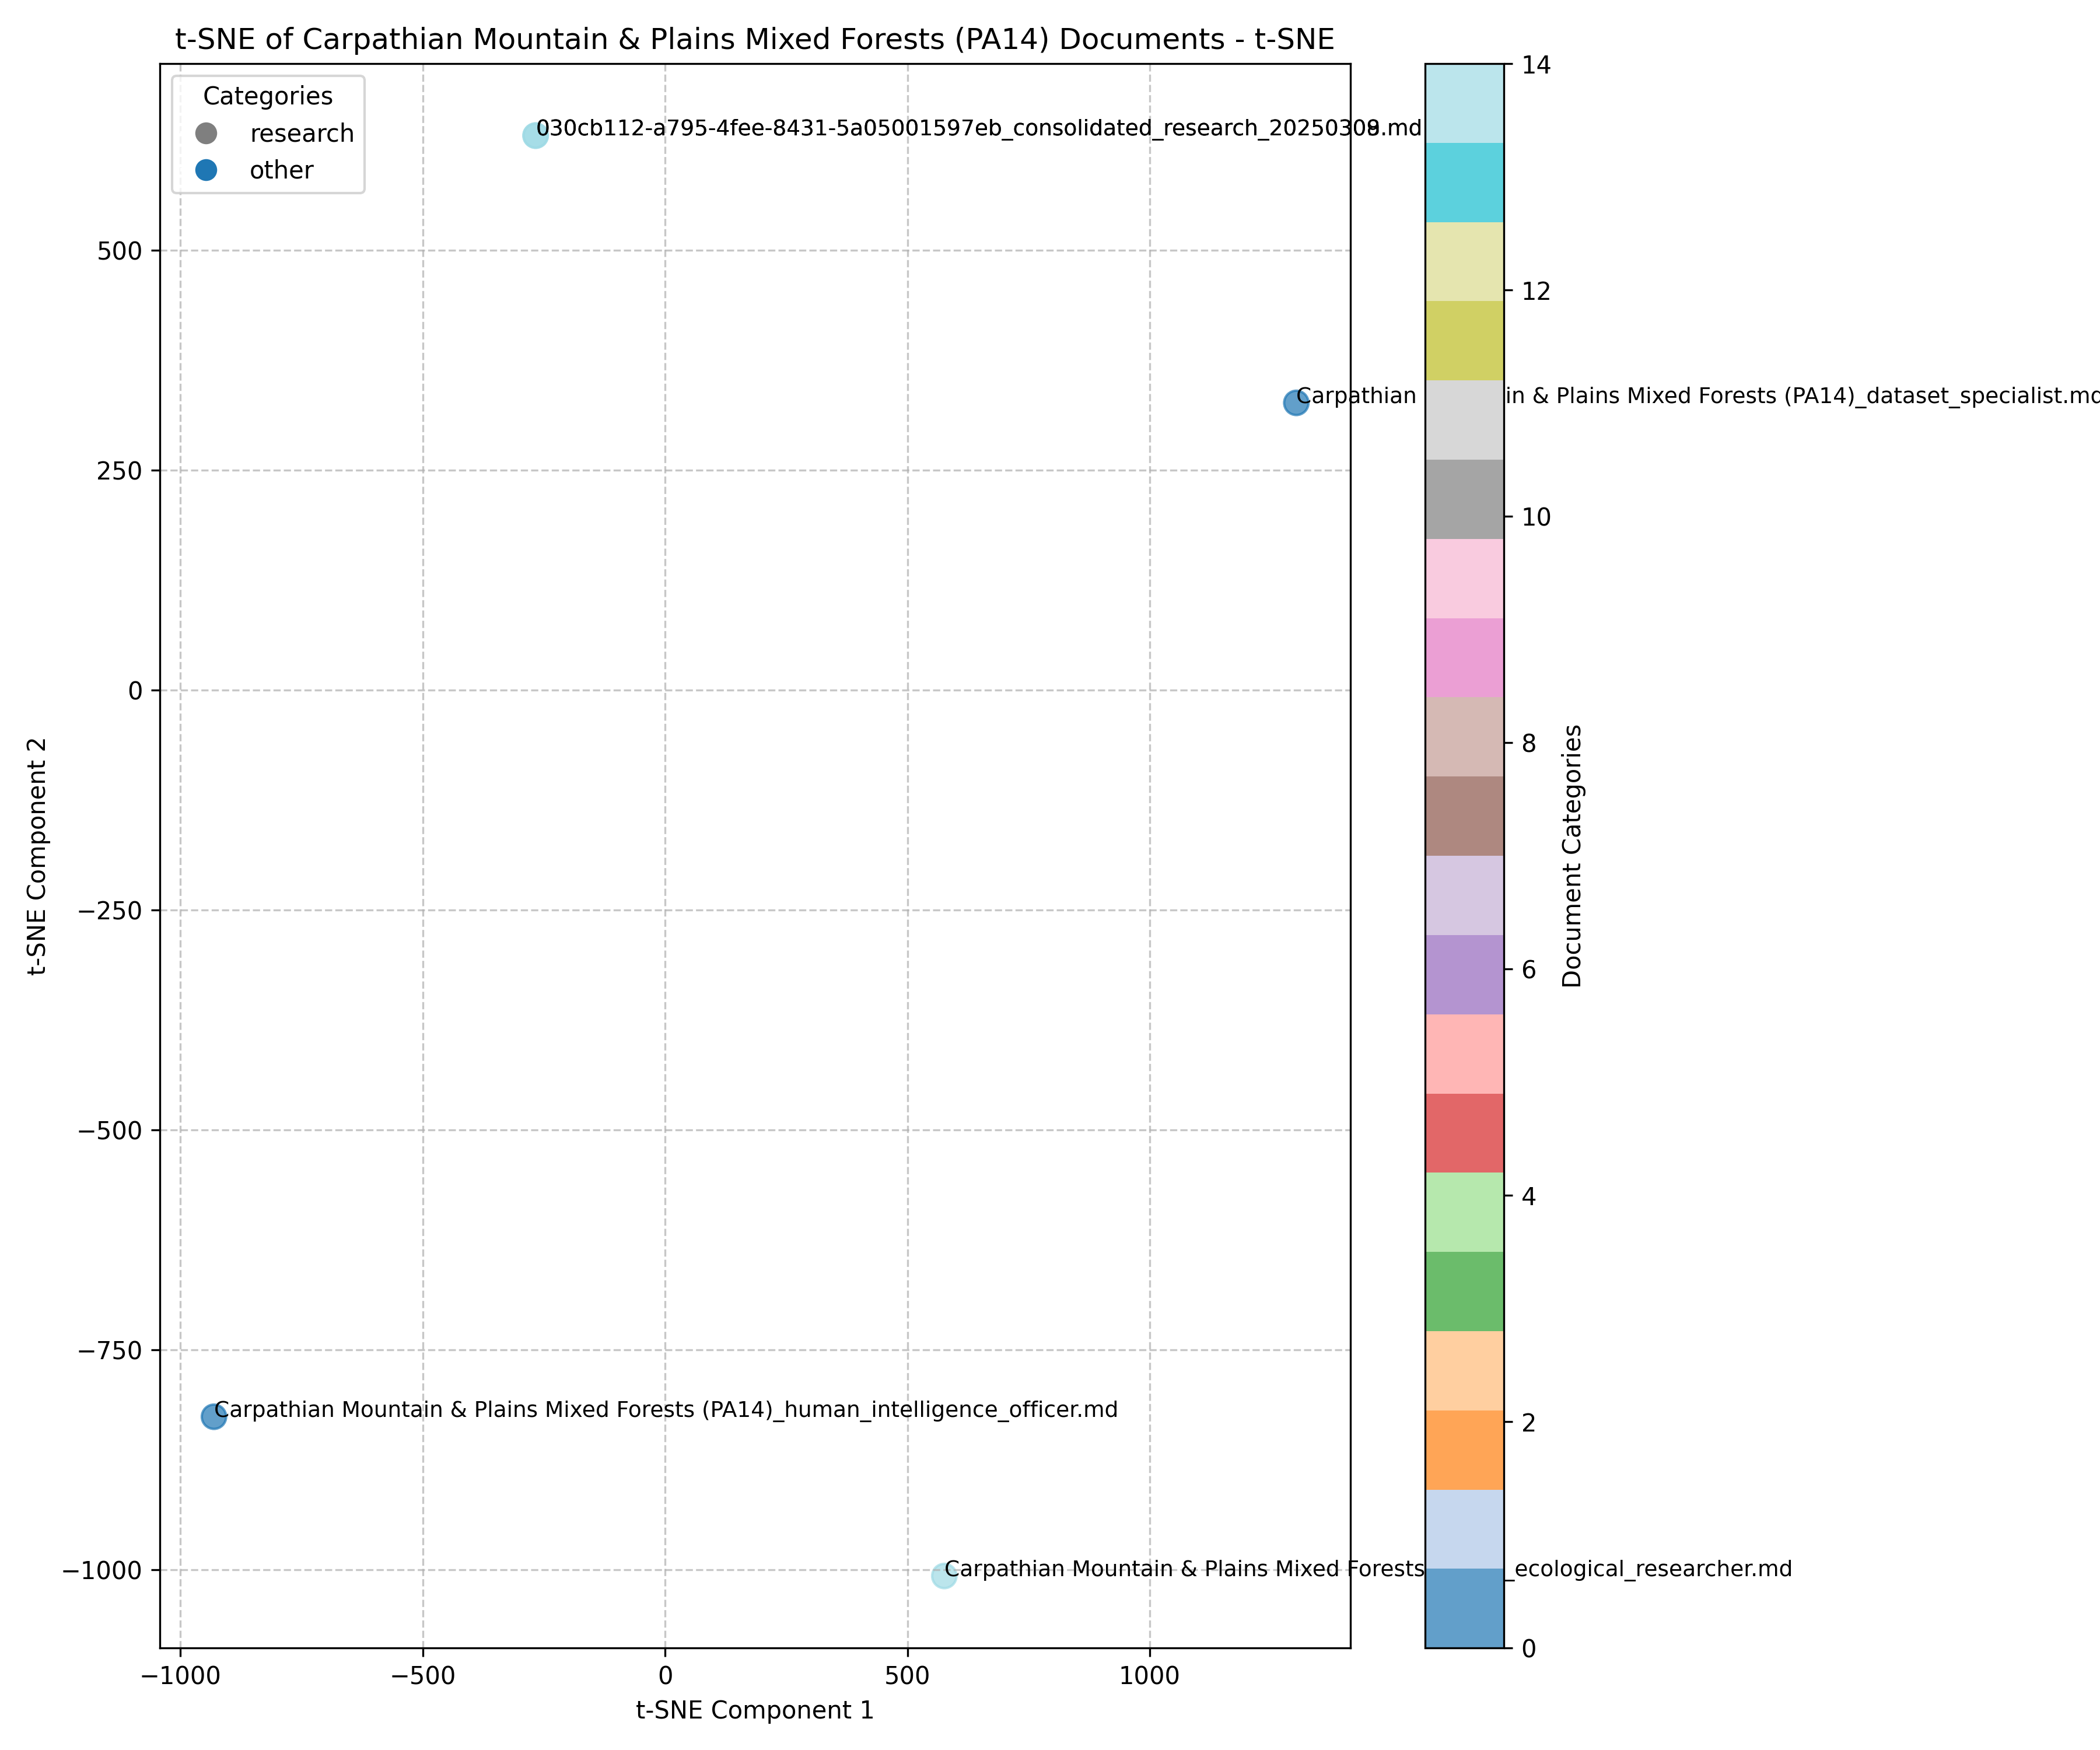 t-SNE of Carpathian Mountain & Plains Mixed Forests (PA14) Documents - t-SNE
Categories
research
other
030cb112-a795-4fee-8431-5a05001597eb_consolidated_research_
Carpathian in & Plains Mixed Forests (PA14)_dataset_specialist.md
Carpathian Mountain & Plains Mixed Forests (PA14)_human_intelligence_officer.md
Carpathian Mountain & Plains Mixed Forests _ecological_researcher.md
500
250
0
−250
−500
−750
−1000
t-SNE Component 2
−1000
−500
0
500
1000
t-SNE Component 1
14
12
10
8
6
4
2
0
Document Categories